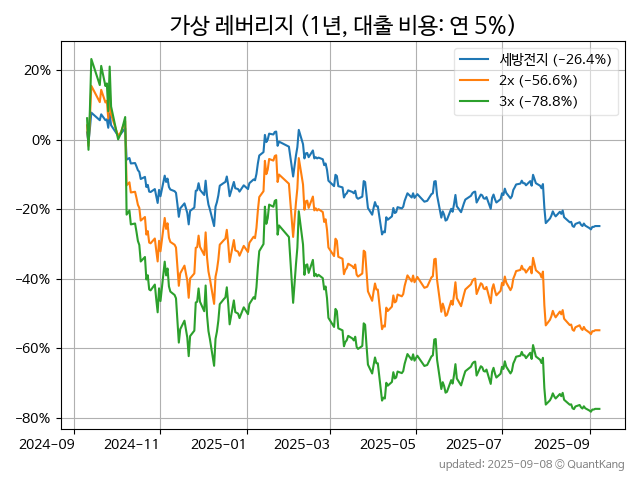 가상 레버리지 (1년, 대출 비용: 연 5%)
세방전지 (-26.4%)
2x (-56.6%)
3x (-78.8%)
20%
0%
−20%
−40%
−60%
−80%
2024-09 2024-11 2025-01 2025-03 2025-05 2025-07 2025-09
updated: 2025-09-08 © QuantKang